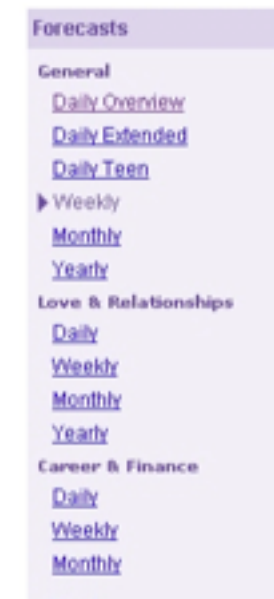 Forecasts
General
Daily Overview
Daily Extended
Daily Teen
Weekly
Monthly
Yearly
Love & Relationships
Daily
Weekly
Monthly
Yearly
Career & Finance
Daily
Weekly
Monthly